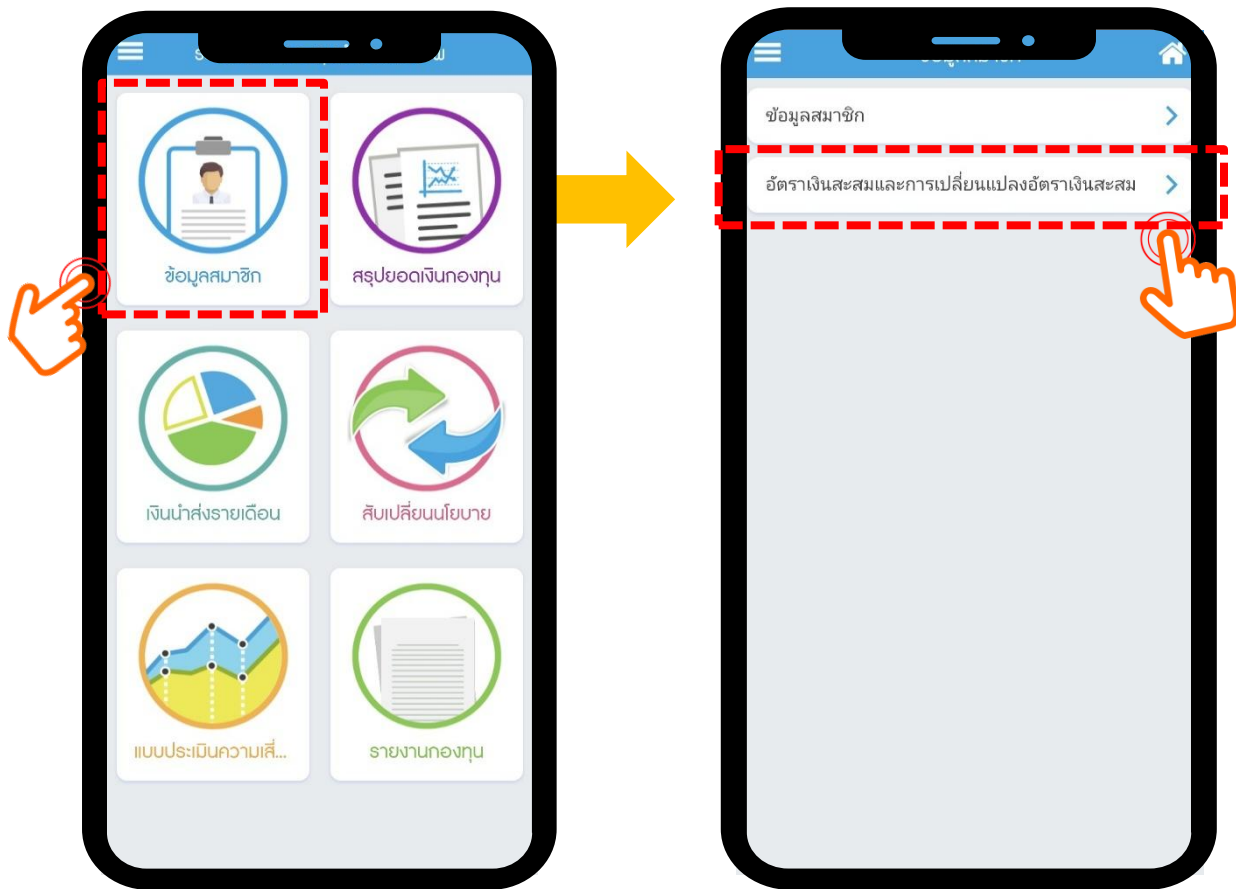 ข้อมูลสมาชิก
สรุปยอดเงินกองทุน
เงินนำส่งรายเดือน
สับเปลี่ยนนโยบาย
แบบประเมินความเสี่...
รายงานกองทุน
ข้อมูลสมาชิก
อัตราเงินสะสมและการเปลี่ยนแปลงอัตราเงินสะสม